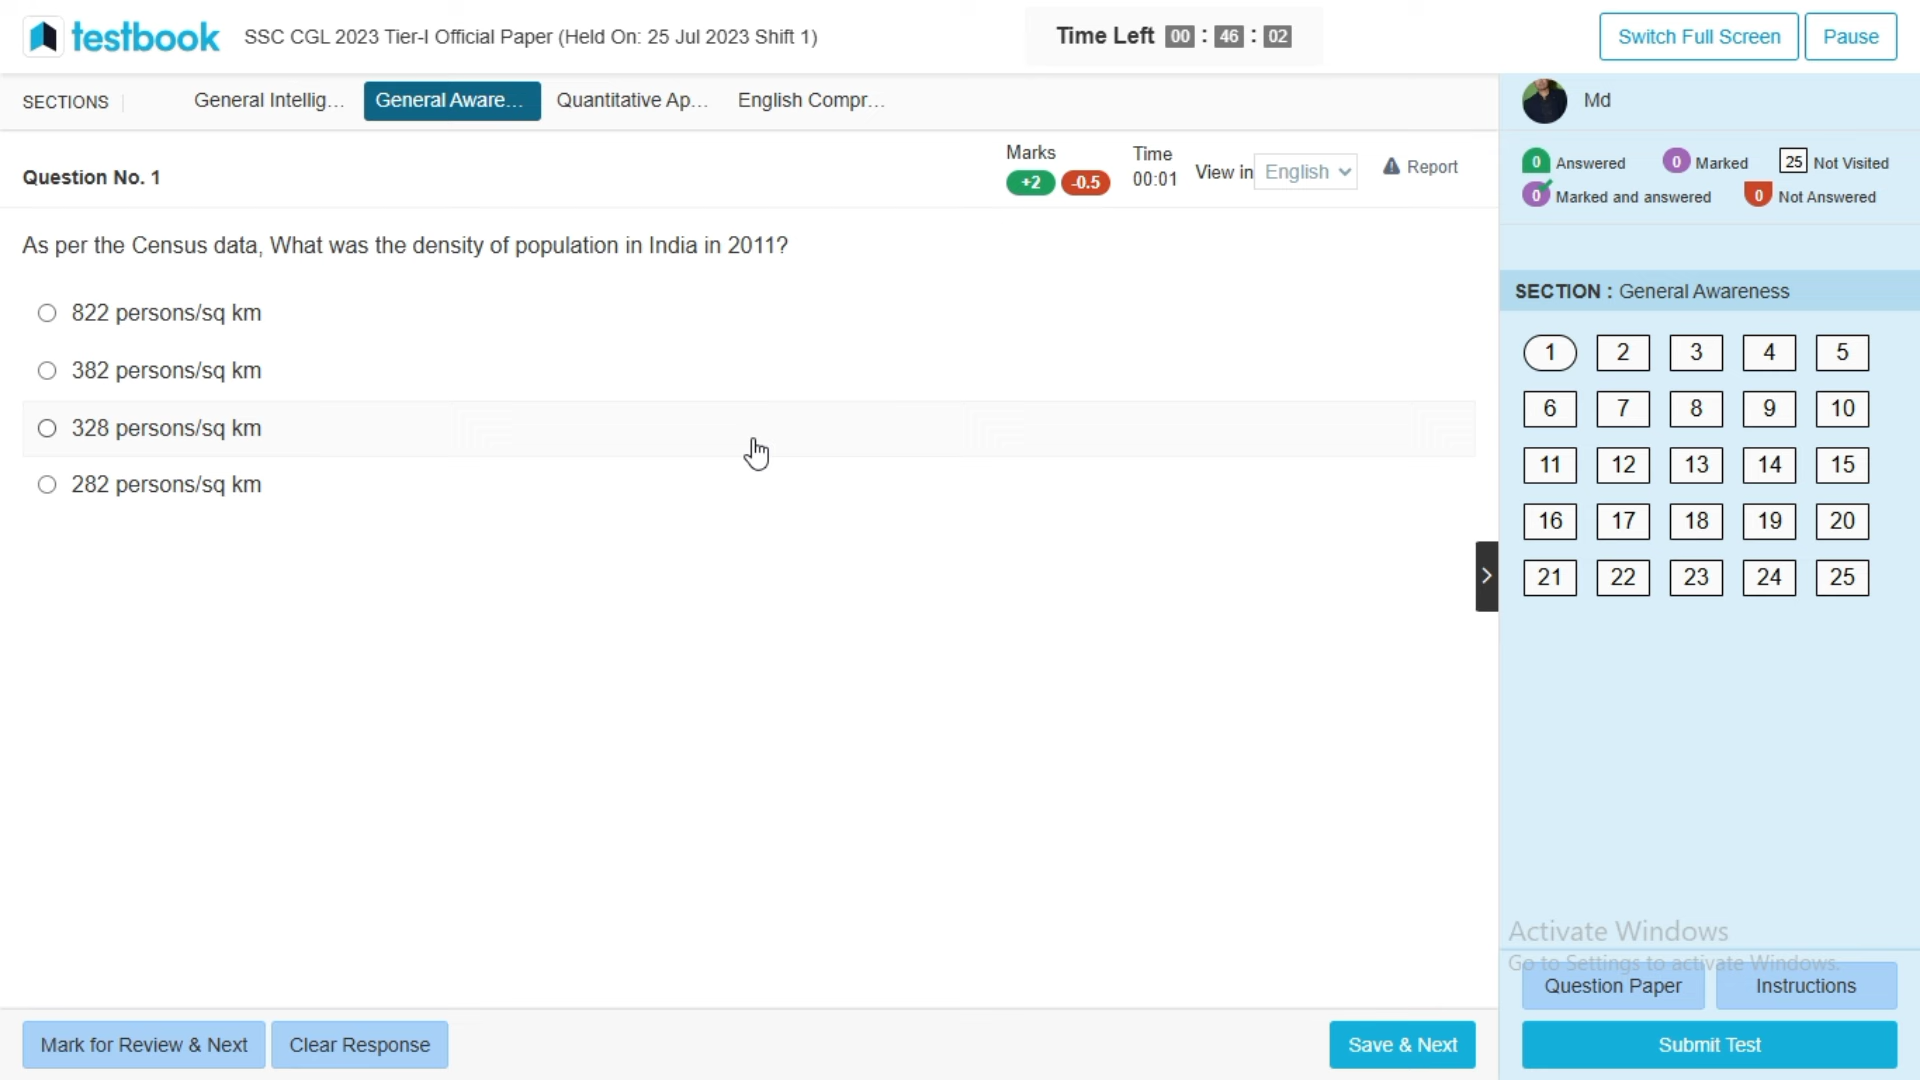 testbook
SSC CGL 2023 Tier-I Official Paper (Held On: 25 Jul 2023 Shift 1)
Time Left 00 : 46 : 02
Switch Full Screen
Pause
SECTIONS
General Intellig...
General Aware...
Quantitative Ap...
English Compr...
Md
Question No. 1
Marks
+2 -0.5
Time
00:01
View in English
Report
0 Answered
0 Marked
25 Not Visited
0 Marked and answered
0 Not Answered
As per the Census data, What was the density of population in India in 2011?
822 persons/sq km
382 persons/sq km
328 persons/sq km
282 persons/sq km
SECTION : General Awareness
1 2 3 4 5
6 7 8 9 10
11 12 13 14 15
16 17 18 19 20
21 22 23 24 25
Activate Windows
Go to Settings to activate Windows.
Question Paper
Instructions
Mark for Review & Next
Clear Response
Save & Next
Submit Test